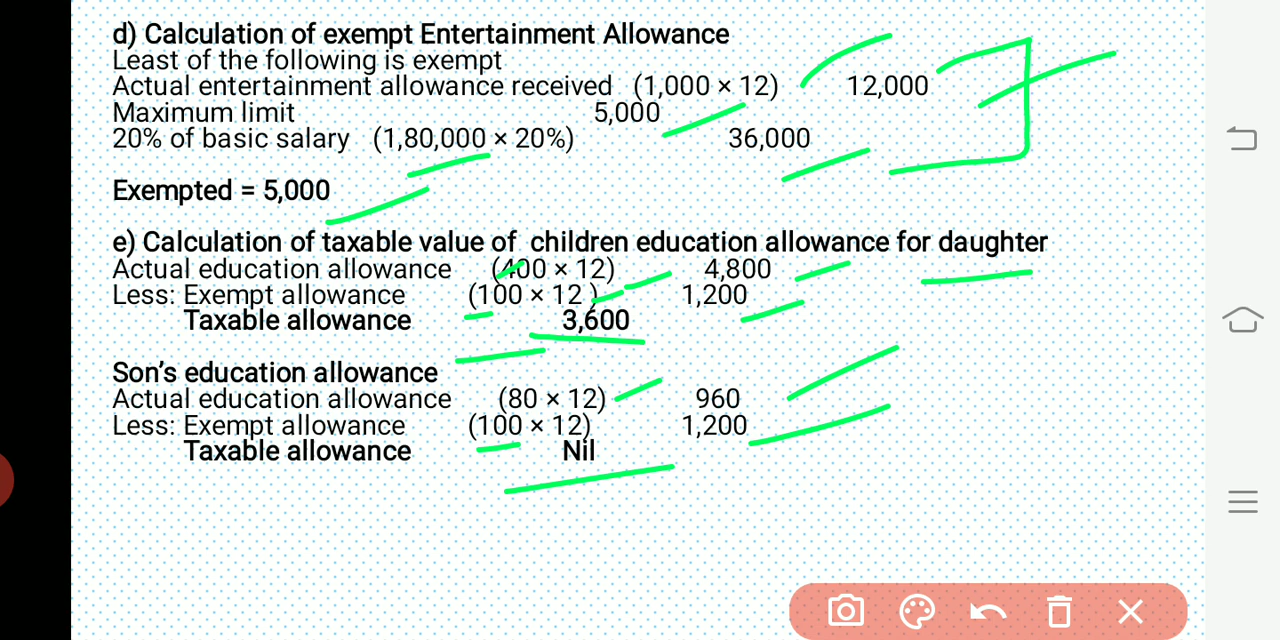 d) Calculation of exempt Entertainment Allowance
Least of the following is exempt
Actual entertainment allowance received (1,000 × 12) 12,000
Maximum limit 5,000
20% of basic salary (1,80,000 × 20%) 36,000
Exempted = 5,000
e) Calculation of taxable value of children education allowance for daughter
Actual education allowance (400 × 12) 4,800
Less: Exempt allowance (100 × 12 ) 1,200
Taxable allowance 3,600
Son's education allowance
Actual education allowance (80 × 12) 960
Less: Exempt allowance (100 × 12) 1,200
Taxable allowance Nil